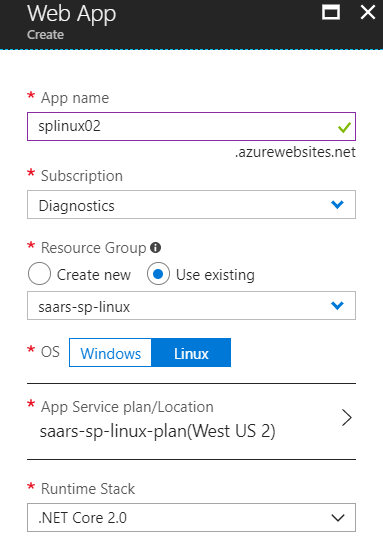 Web App
Create
* App name
splinux02
.azurewebsites.net
* Subscription
Diagnostics
* Resource Group
Create new Use existing
saars-sp-linux
* OS Windows Linux
* App Service plan/Location
saars-sp-linux-plan(West US 2)
* Runtime Stack
.NET Core 2.0